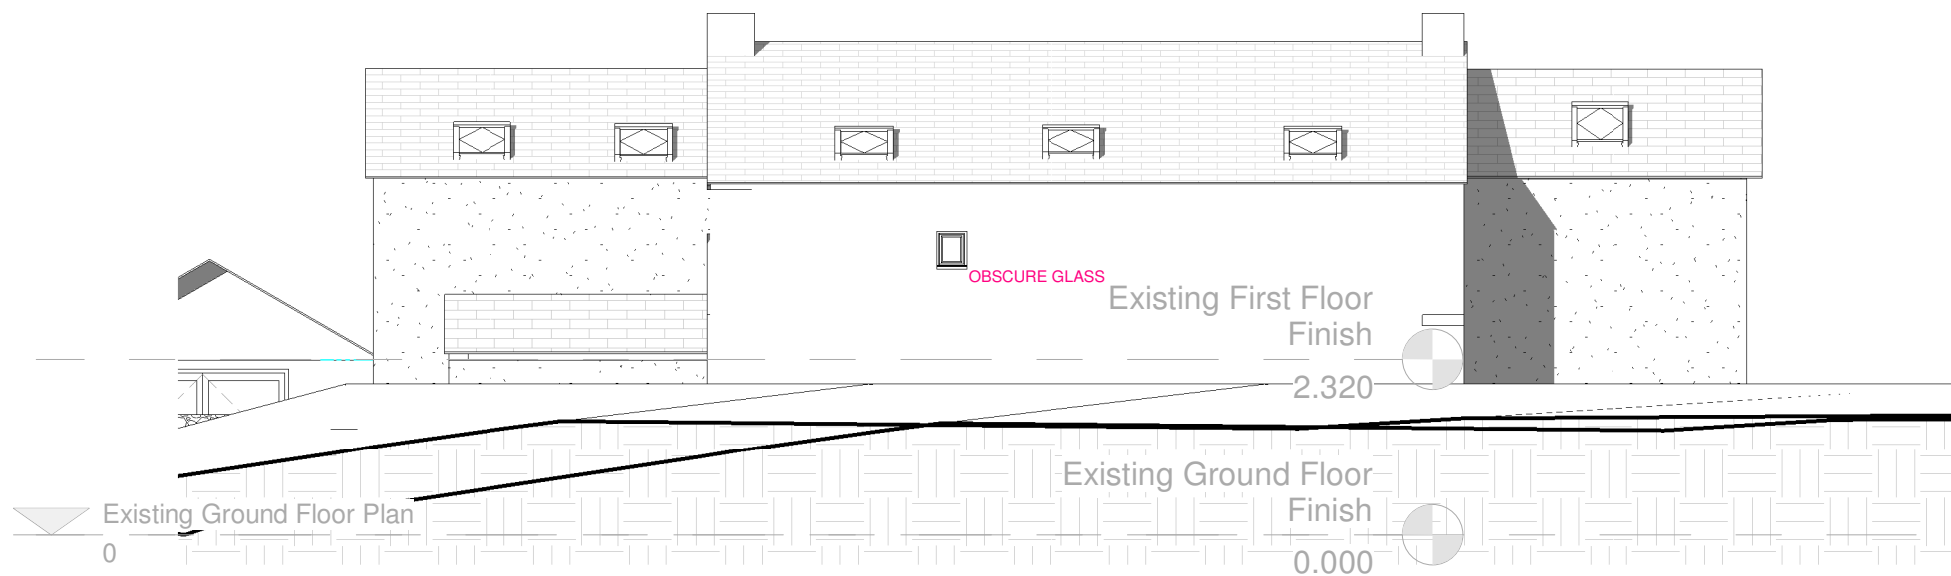 OBSCURE GLASS
Existing First Floor
Finish
2.320
Existing Ground Floor
Finish
0.000
Existing Ground Floor Plan
0